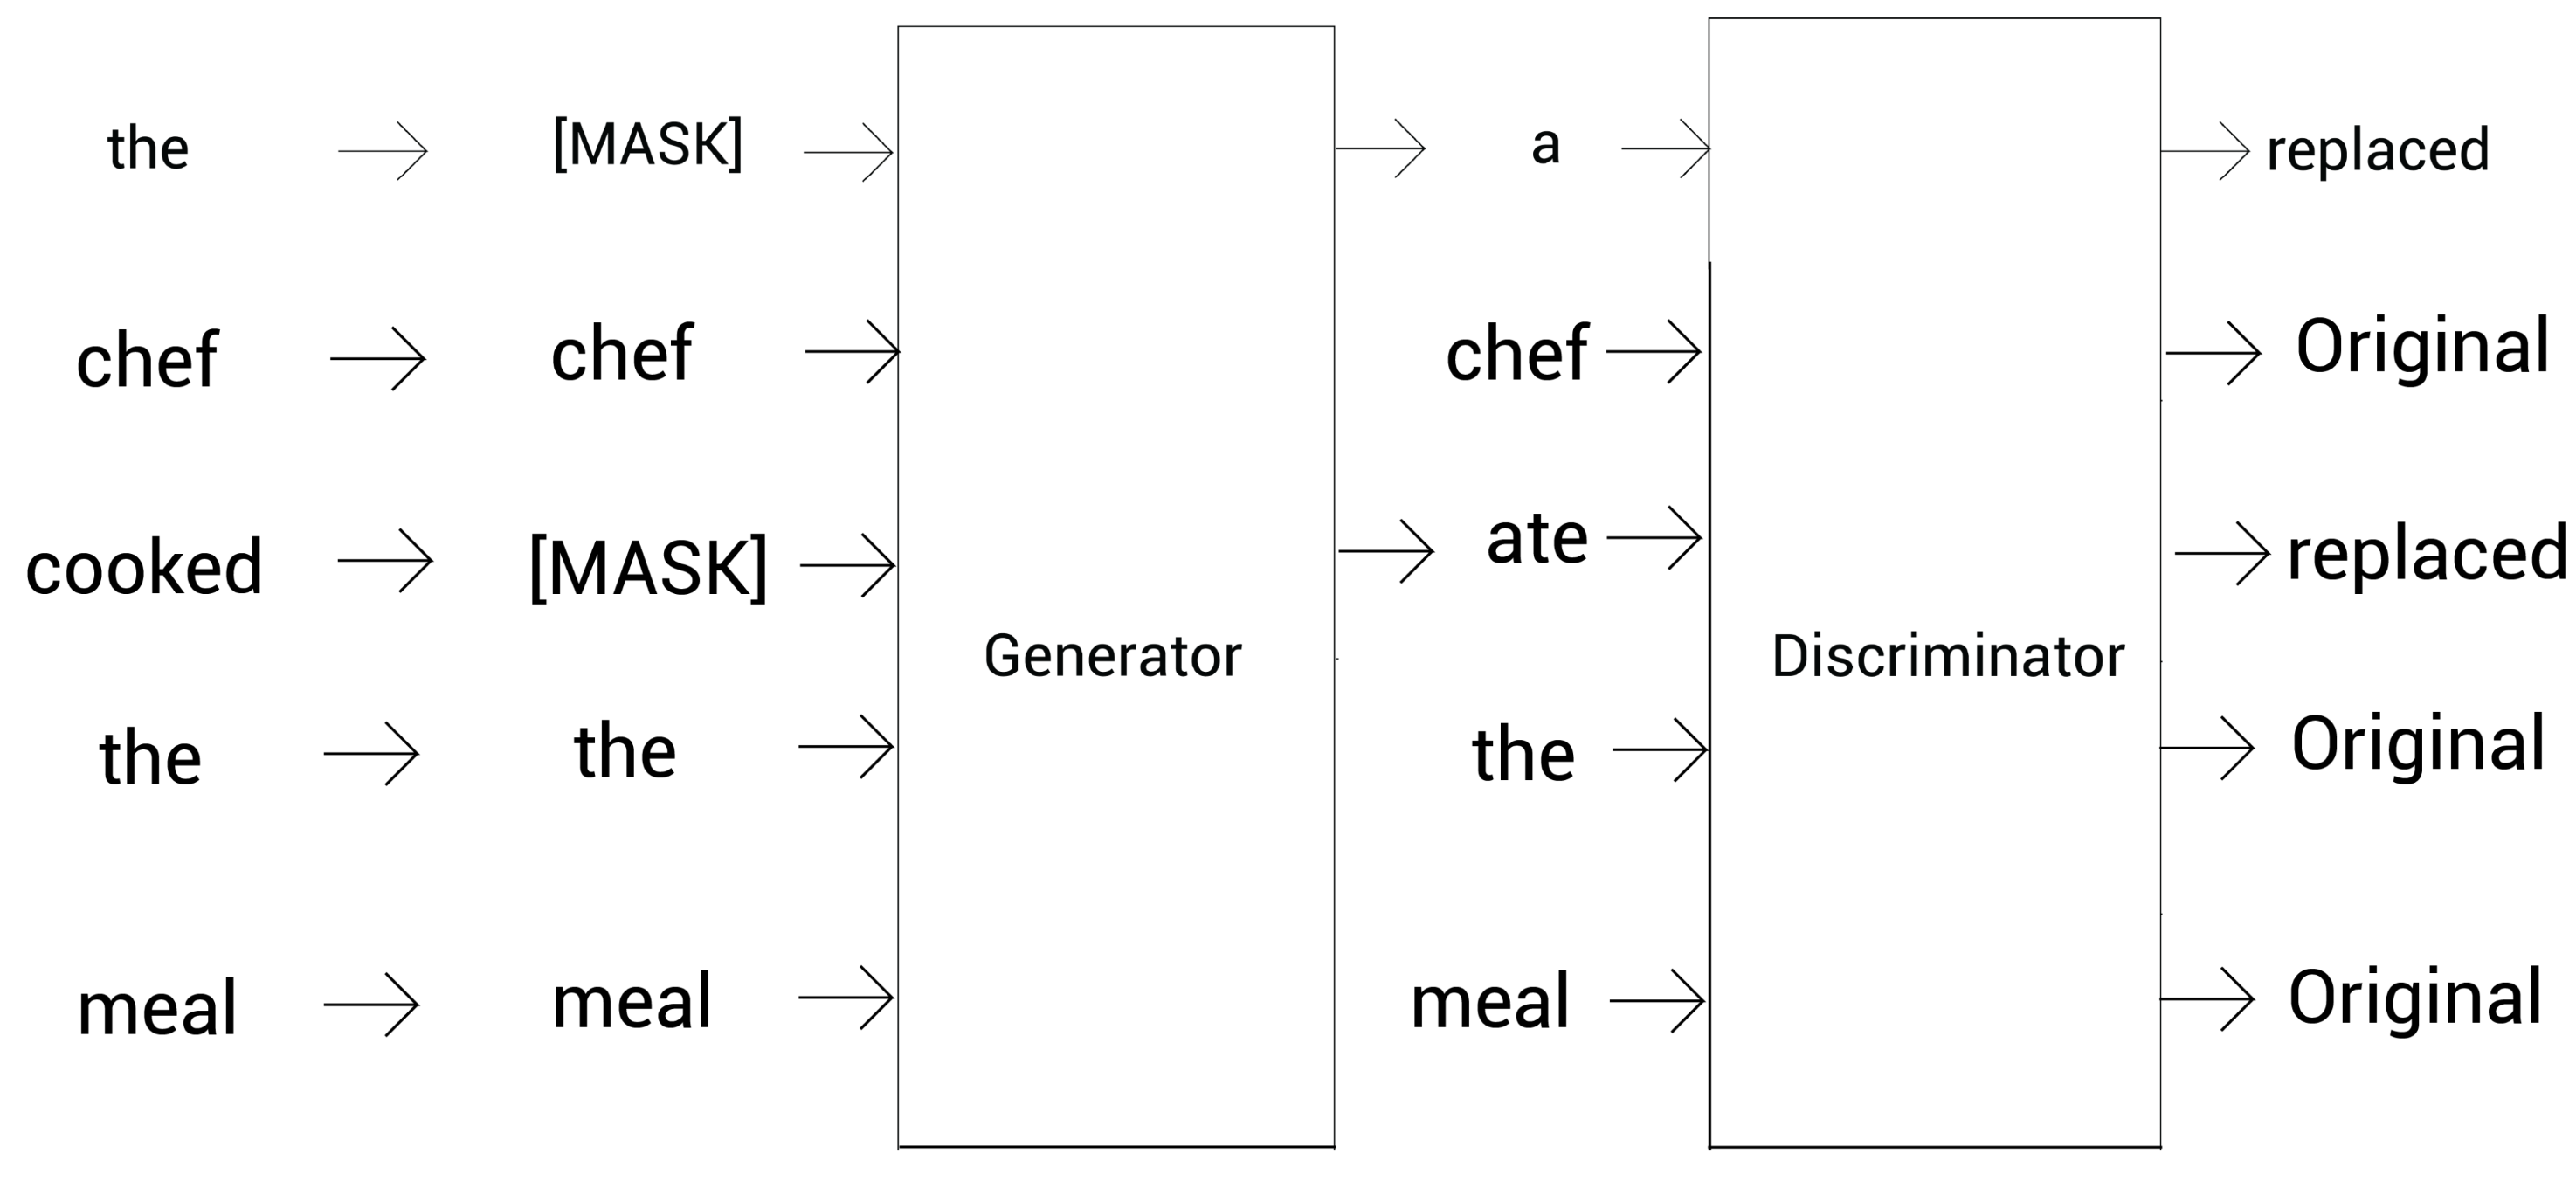 the [MASK] a replaced
chef chef chef Original
cooked [MASK] ate replaced
Generator Discriminator
the the the Original
meal meal meal Original